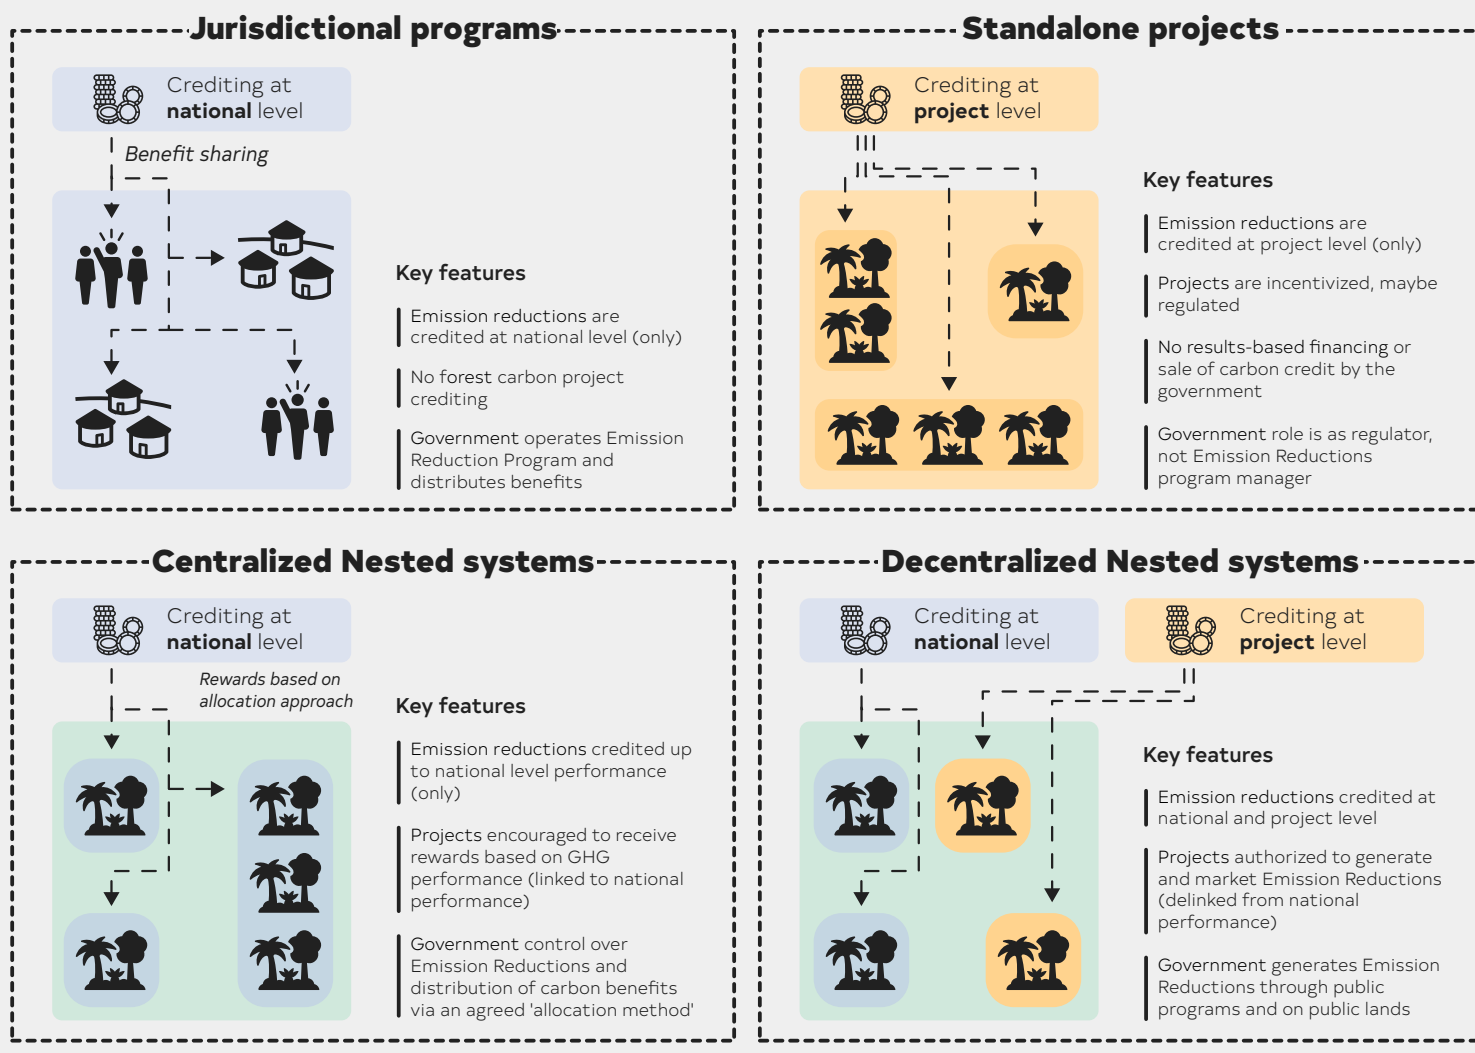 Jurisdictional programs
Crediting at
national level
Benefit sharing
Key features
Emission reductions are
credited at national level (only)
No forest carbon project
crediting
Government operates Emission
Reduction Program and
distributes benefits
Standalone projects
Crediting at
project level
Key features
Emission reductions are
credited at project level (only)
Projects are incentivized, maybe
regulated
No results-based financing or
sale of carbon credit by the
government
Government role is as regulator,
not Emission Reductions
program manager
Centralized Nested systems
Crediting at
national level
Rewards based on
allocation approach
Key features
Emission reductions credited up
to national level performance
(only)
Projects encouraged to receive
rewards based on GHG
performance (linked to national
performance)
Government control over
Emission Reductions and
distribution of carbon benefits
via an agreed 'allocation method'
Decentralized Nested systems
Crediting at
national level
Crediting at
project level
Key features
Emission reductions credited at
national and project level
Projects authorized to generate
and market Emission Reductions
(delinked from national
performance)
Government generates Emission
Reductions through public
programs and on public lands